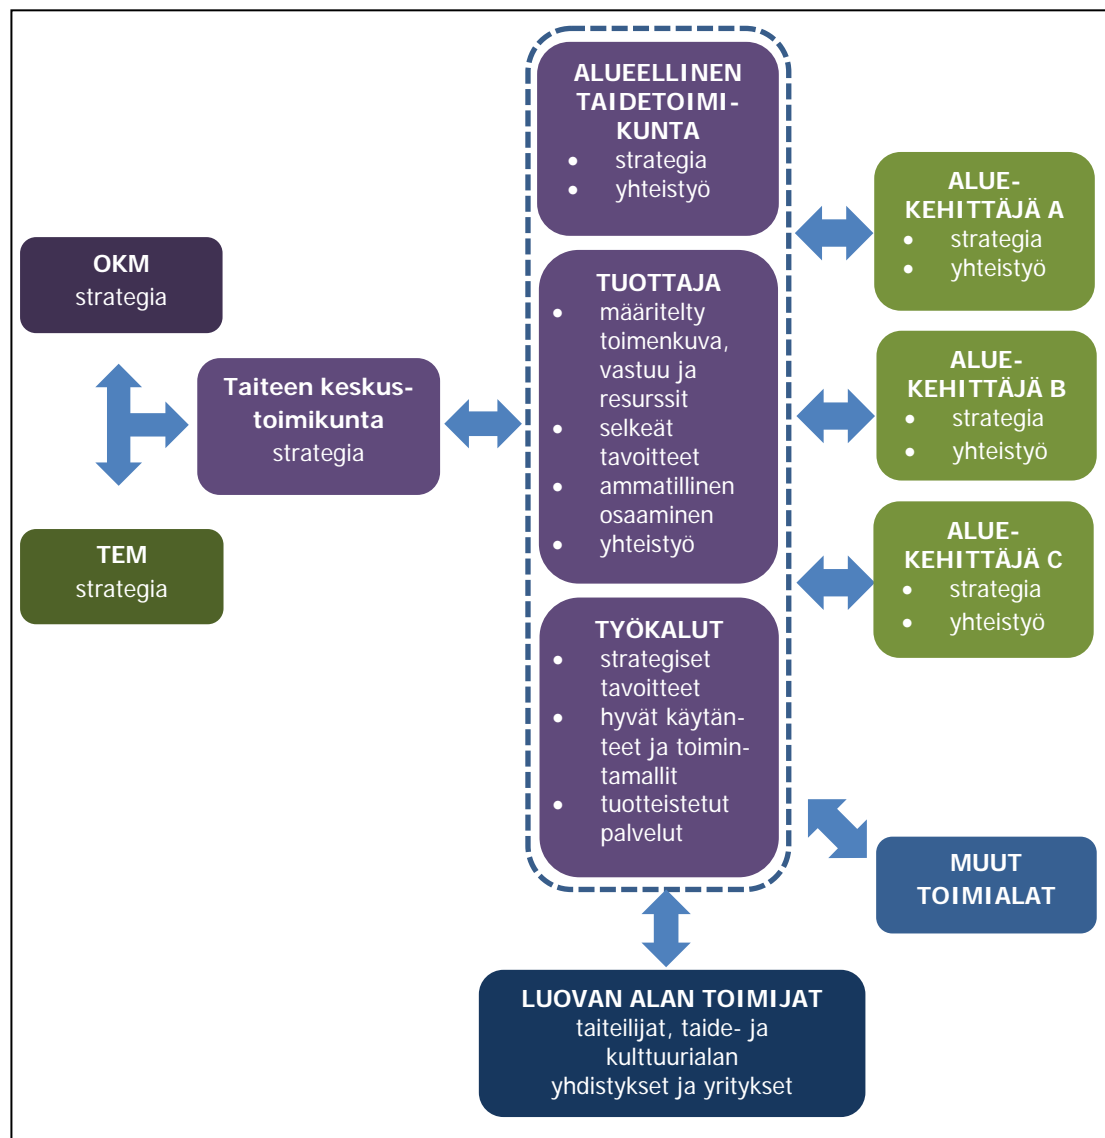 OKM
strategia
TEM
strategia
Taiteen keskus-
toimikunta
strategia
ALUEELLINEN
TAIDETOIMI-
KUNTA
• strategia
• yhteistyö
TUOTTAJA
• määritelty
toimenkuva,
vastuu ja
resurssit
• selkeät
tavoitteet
• ammatillinen
osaaminen
• yhteistyö
TYÖKALUT
• strategiset
tavoitteet
• hyvät käytän-
teet ja toimin-
tamallit
• tuotteistetut
palvelut
ALUE-
KEHITTÄJÄ A
• strategia
• yhteistyö
ALUE-
KEHITTÄJÄ B
• strategia
• yhteistyö
ALUE-
KEHITTÄJÄ C
• strategia
• yhteistyö
MUUT
TOIMIALAT
LUOVAN ALAN TOIMIJAT
taiteilijat, taide- ja
kulttuurialan
yhdistykset ja yritykset